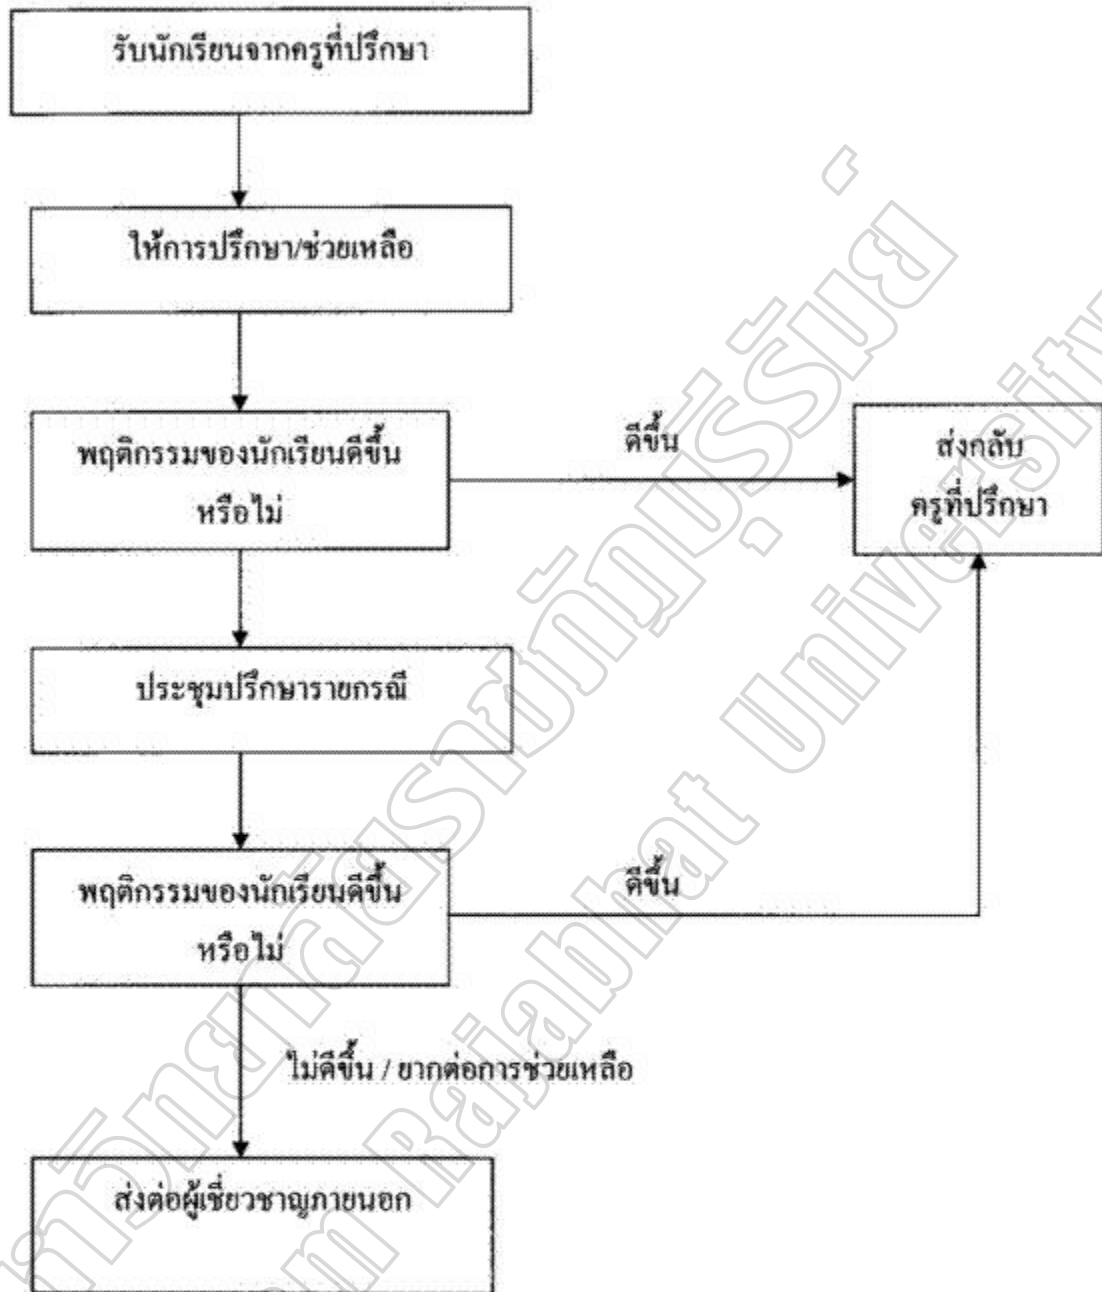 รับนักเรียนจากครูที่ปรึกษา
ให้การปรึกษา/ช่วยเหลือ
พฤติกรรมของนักเรียนดีขึ้น
หรือไม่
ดีขึ้น
ส่งกลับ
ครูที่ปรึกษา
ประชุมปรึกษารายกรณี
พฤติกรรมของนักเรียนดีขึ้น
หรือไม่
ดีขึ้น
ไม่ดีขึ้น / ยากต่อการช่วยเหลือ
ส่งต่อผู้เชี่ยวชาญภายนอก
Rajabhat University